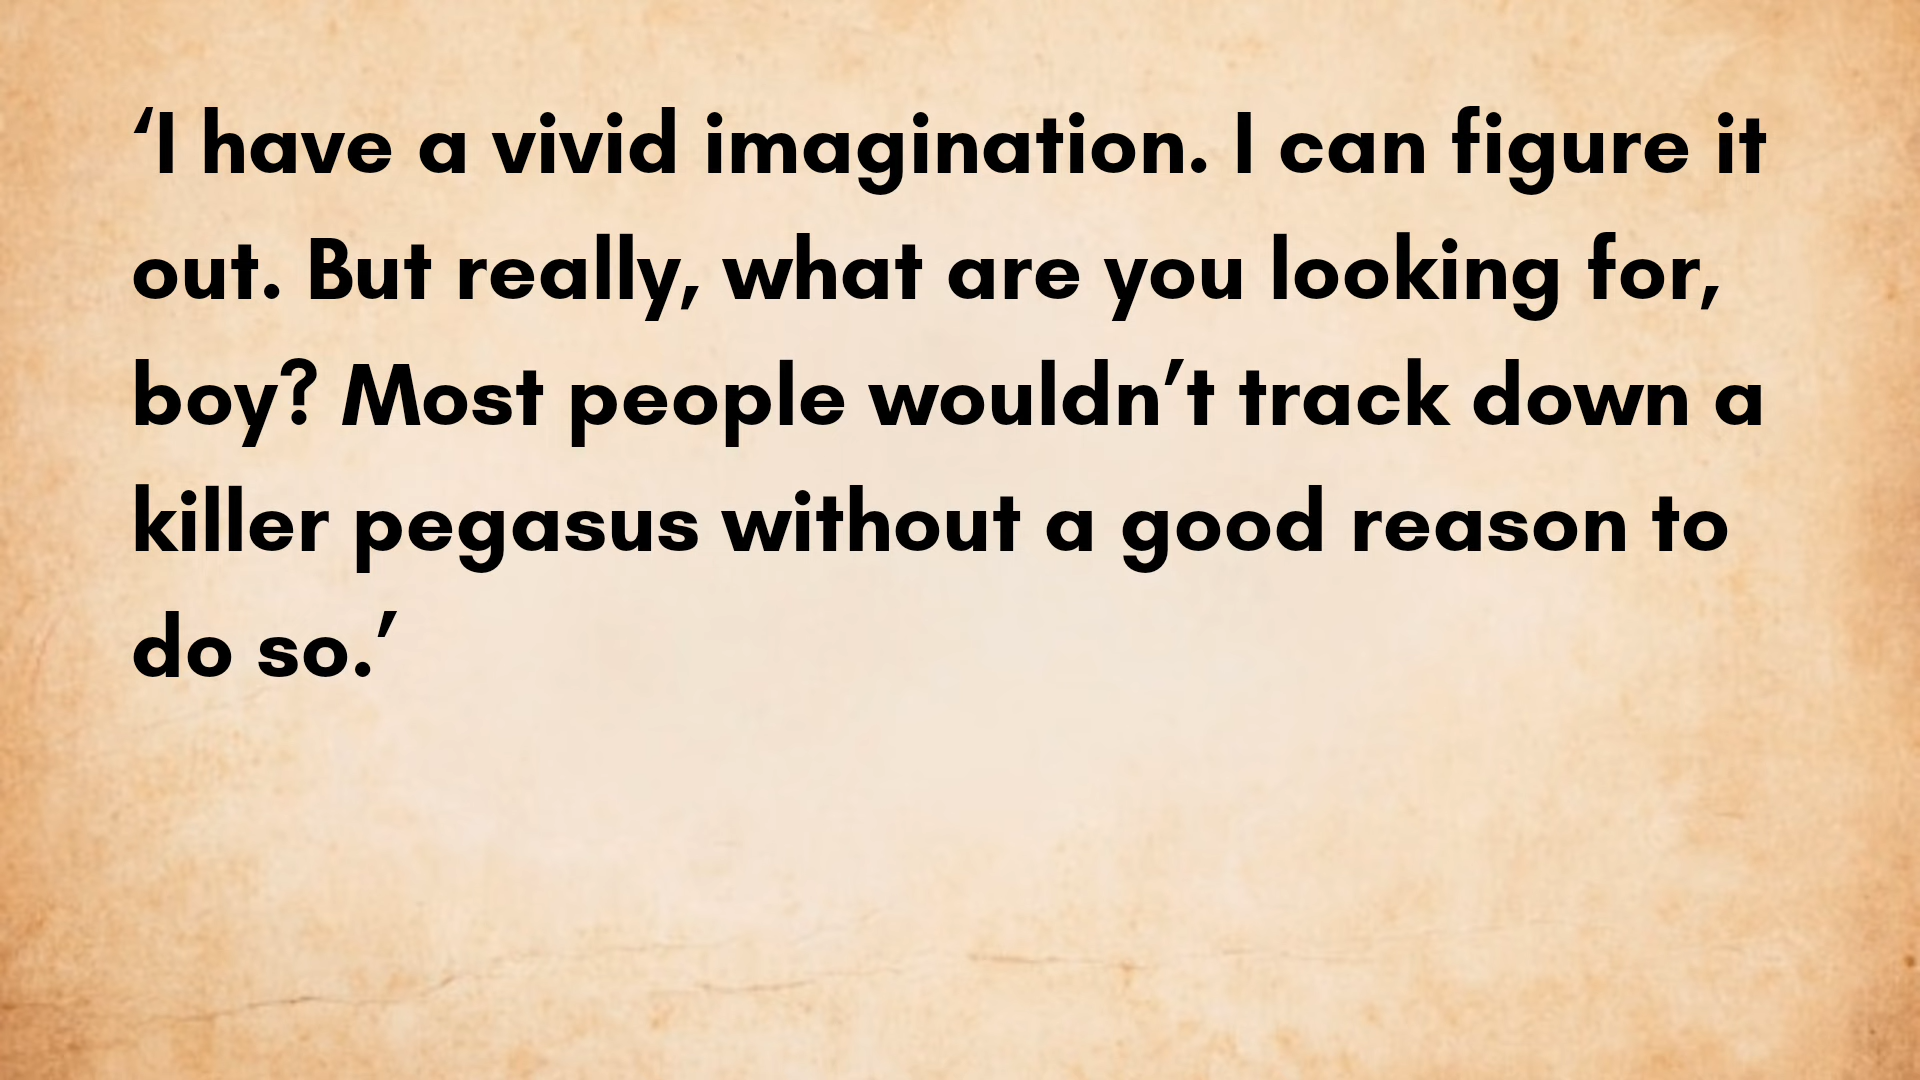 ‘I have a vivid imagination. I can figure it
out. But really, what are you looking for,
boy? Most people wouldn’t track down a
killer pegasus without a good reason to
do so.’